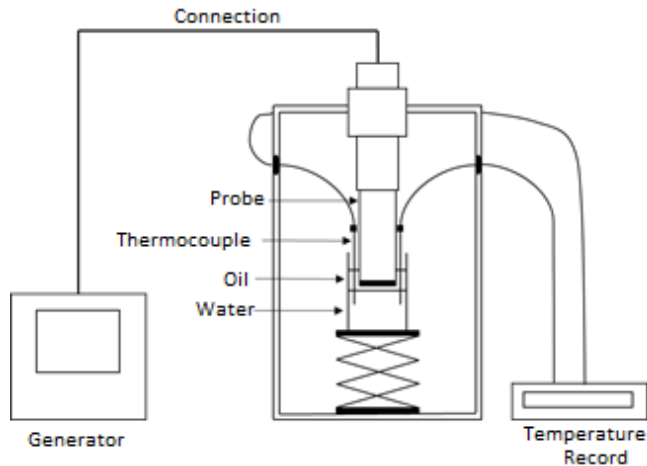 Connection
Probe
Thermocouple
Oil
Water
Generator
Temperature
Record